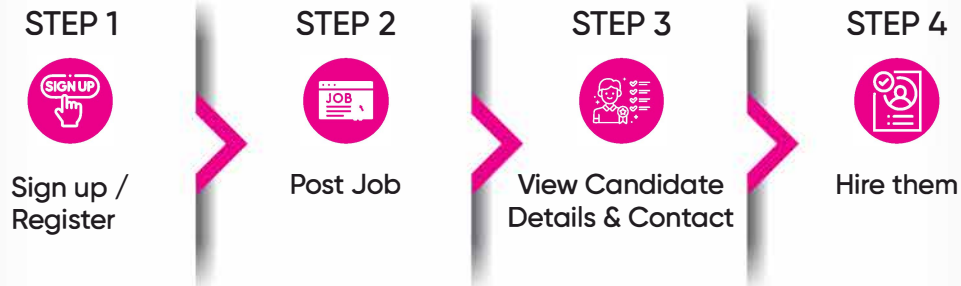 STEP 1
SIGN UP
Sign up /
Register
STEP 2
JOB
Post Job
STEP 3
View Candidate
Details & Contact
STEP 4
Hire them